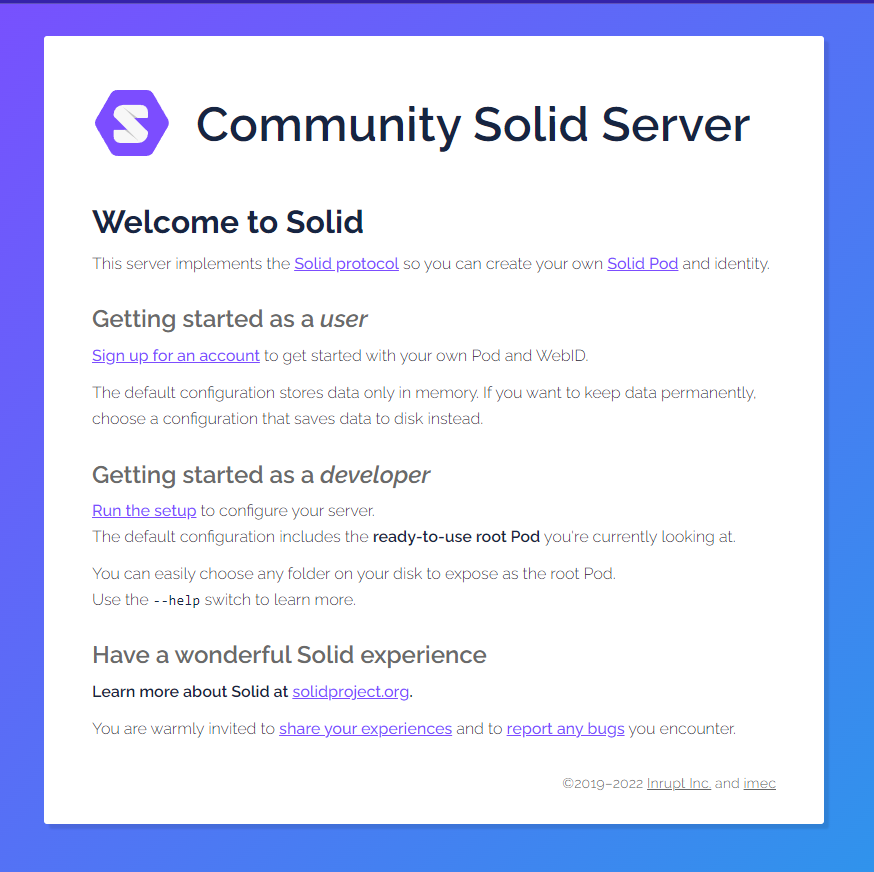 Community Solid Server
Welcome to Solid
This server implements the Solid protocol so you can create your own Solid Pod and identity.
Getting started as a user
Sign up for an account to get started with your own Pod and WebID.
The default configuration stores data only in memory. If you want to keep data permanently,
choose a configuration that saves data to disk instead.
Getting started as a developer
Run the setup to configure your server.
The default configuration includes the ready-to-use root Pod you're currently looking at.
You can easily choose any folder on your disk to expose as the root Pod.
Use the --help switch to learn more.
Have a wonderful Solid experience
Learn more about Solid at solidproject.org.
You are warmly invited to share your experiences and to report any bugs you encounter.
©2019–2022 Inrupt Inc. and imec